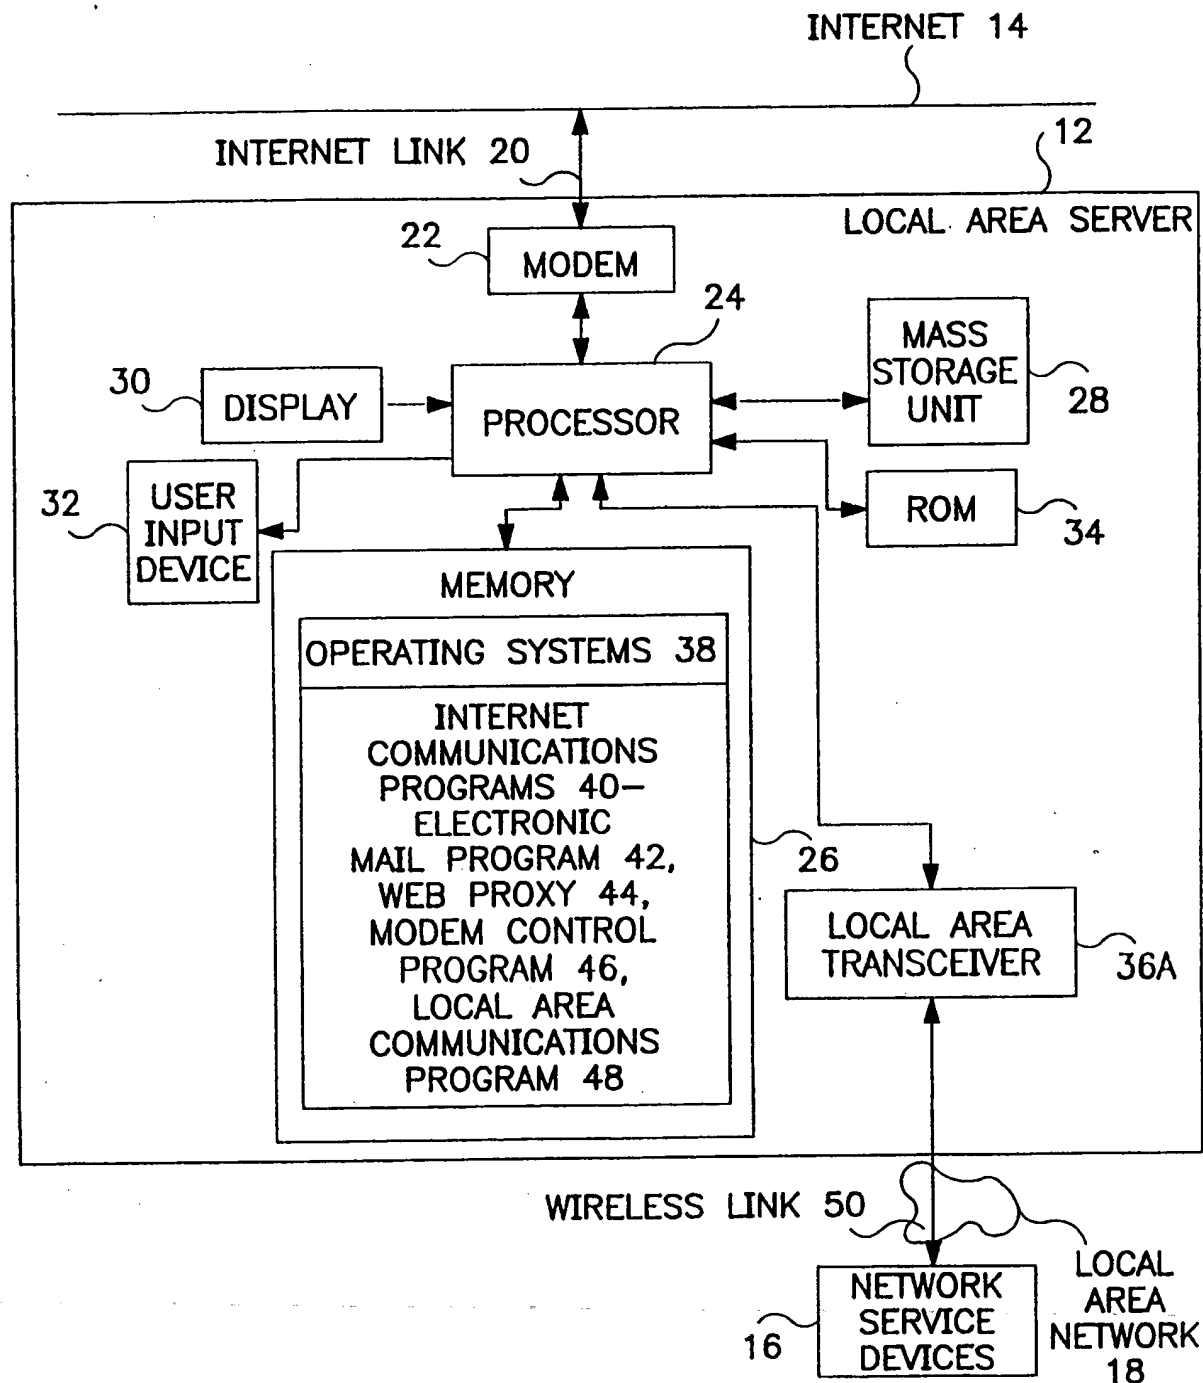 INTERNET 14
INTERNET LINK 20
12
LOCAL AREA SERVER
22
MODEM
24
MASS
STORAGE
UNIT
28
30
DISPLAY
PROCESSOR
32
USER
INPUT
DEVICE
ROM
34
MEMORY
OPERATING SYSTEMS 38
INTERNET
COMMUNICATIONS
PROGRAMS 40-
ELECTRONIC
MAIL PROGRAM 42,
WEB PROXY 44,
MODEM CONTROL
PROGRAM 46,
LOCAL AREA
COMMUNICATIONS
PROGRAM 48
26
LOCAL AREA
TRANSCEIVER
36A
WIRELESS LINK 50
LOCAL
AREA
NETWORK
18
NETWORK
SERVICE
DEVICES
16